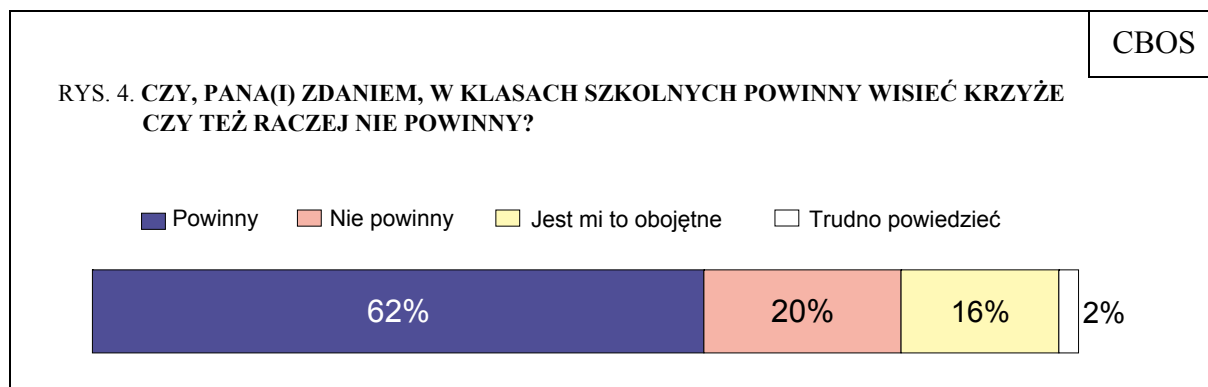 CBOS
RYS. 4. CZY, PANA(I) ZDANIEM, W KLASACH SZKOLNYCH POWINNY WISIEĆ KRZYŻE
CZY TEŻ RACZEJ NIE POWINNY?
Powinny Nie powinny Jest mi to obojętne Trudno powiedzieć
62% 20% 16% 2%